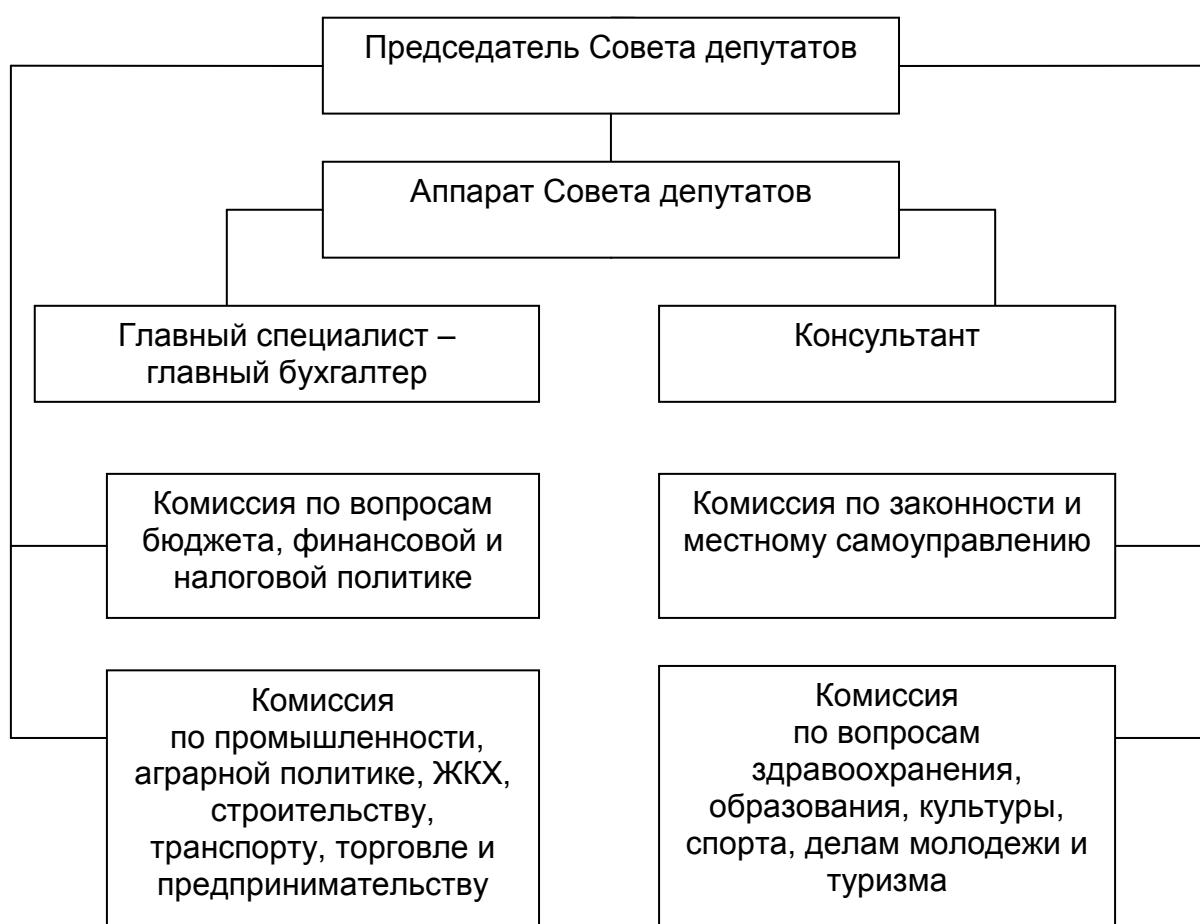 Председатель Совета депутатов
Аппарат Совета депутатов
Главный специалист –
главный бухгалтер
Консультант
Комиссия по вопросам
бюджета, финансовой и
налоговой политике
Комиссия по законности и
местному самоуправлению
Комиссия
по промышленности,
аграрной политике, ЖКХ,
строительству,
транспорту, торговле и
предпринимательству
Комиссия
по вопросам
здравоохранения,
образования, культуры,
спорта, делам молодежи и
туризма